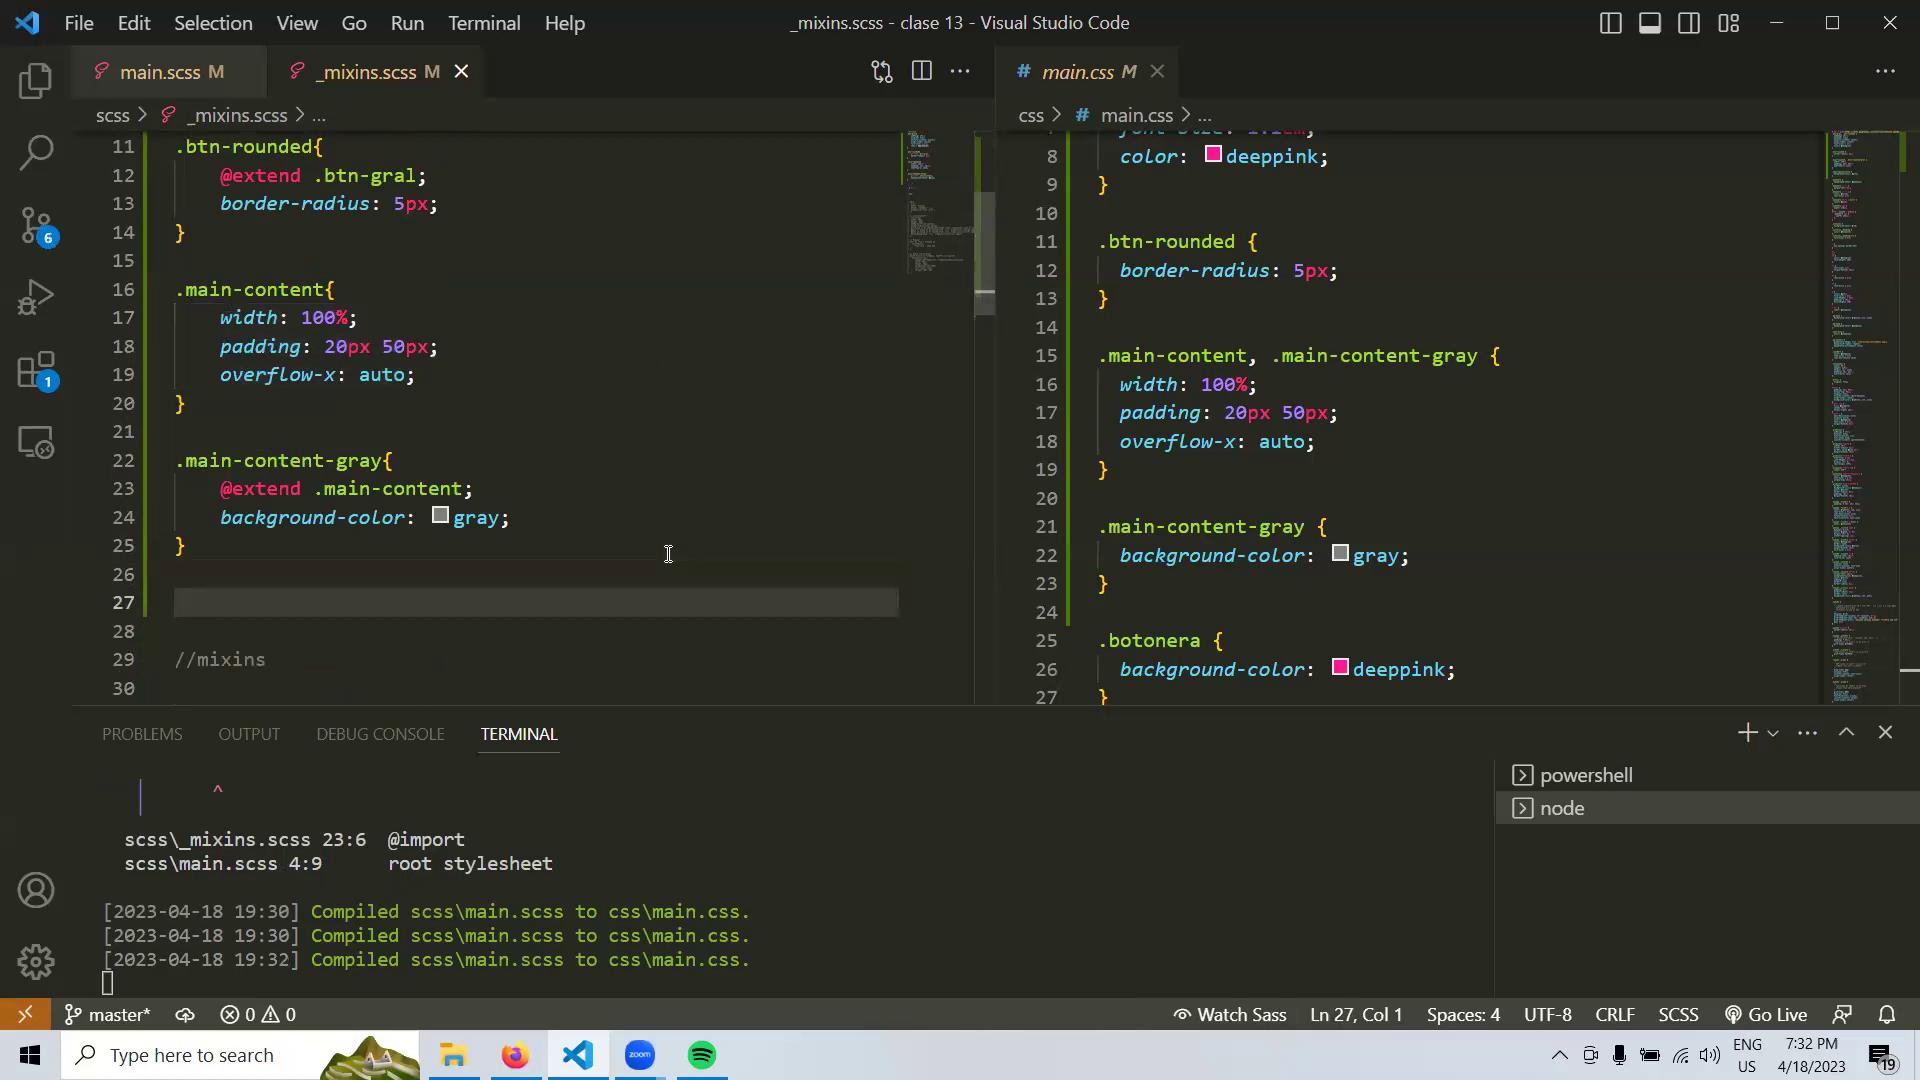 File Edit Selection View Go Run Terminal Help _mixins.scss - clase 13 - Visual Studio Code
main.scss M _mixins.scss M
scss > _mixins.scss > ...
11 .btn-rounded{
12 @extend .btn-gral;
13 border-radius: 5px;
14 }
15
16 .main-content{
17 width: 100%;
18 padding: 20px 50px;
19 overflow-x: auto;
20 }
21
22 .main-content-gray{
23 @extend .main-content;
24 background-color: gray;
25 }
26
27
28
29 //mixins
30
# main.css M
css > # main.css > ...
8 color: deeppink;
9 }
10
11 .btn-rounded {
12 border-radius: 5px;
13 }
14
15 .main-content, .main-content-gray {
16 width: 100%;
17 padding: 20px 50px;
18 overflow-x: auto;
19 }
20
21 .main-content-gray {
22 background-color: gray;
23 }
24
25 .botonera {
26 background-color: deeppink;
27 }
6
1
PROBLEMS OUTPUT DEBUG CONSOLE TERMINAL
| ^
scss\_mixins.scss 23:6 @import
scss\main.scss 4:9 root stylesheet
[2023-04-18 19:30] Compiled scss\main.scss to css\main.css.
[2023-04-18 19:30] Compiled scss\main.scss to css\main.css.
[2023-04-18 19:32] Compiled scss\main.scss to css\main.css.
powershell
node
master* 0 0 Watch Sass Ln 27, Col 1 Spaces: 4 UTF-8 CRLF SCSS Go Live
Type here to search
zoom
ENG
US
7:32 PM
4/18/2023
19